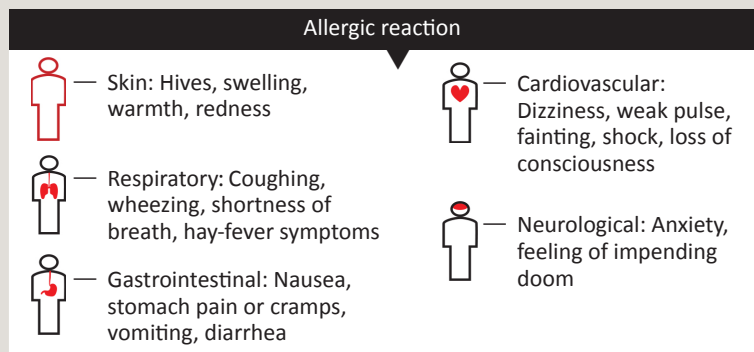 Allergic reaction
Skin: Hives, swelling,
warmth, redness
Respiratory: Coughing,
wheezing, shortness of
breath, hay-fever symptoms
Gastrointestinal: Nausea,
stomach pain or cramps,
vomiting, diarrhea
Cardiovascular:
Dizziness, weak pulse,
fainting, shock, loss of
consciousness
Neurological: Anxiety,
feeling of impending
doom